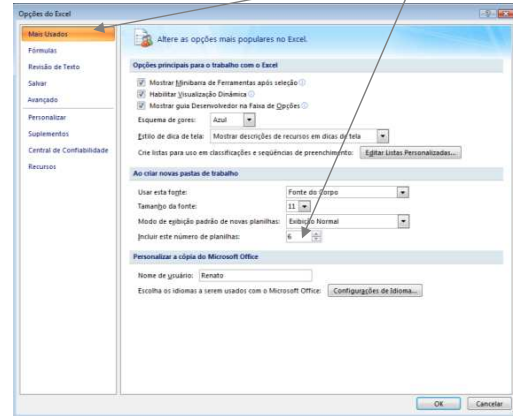 Opções do Excel
Mais Usados
Fórmulas
Revisão de Texto
Salvar
Avançado
Personalizar
Suplementos
Central de Confiabilidade
Recursos
Altere as opções mais populares no Excel.
Opções principais para o trabalho com o Excel
Mostrar Minibarra de Ferramentas após seleção
Habilitar Visualização Dinâmica
Mostrar guia Desenvolvedor na Faixa de Opções
Esquema de cores: Azul
Estilo de dica de tela: Mostrar descrições de recursos em dicas de tela
Crie listas para uso em classificações e seqüências de preenchimento: Editar Listas Personalizadas...
Ao criar novas pastas de trabalho
Usar esta fonte: Fonte do Corpo
Tamanho da fonte: 11
Modo de exibição padrão de novas planilhas: Exibição Normal
Incluir este número de planilhas: 6
Personalizar a cópia do Microsoft Office
Nome de usuário: Renato
Escolha os idiomas a serem usados com o Microsoft Office: Configurações de Idioma...
OK Cancelar